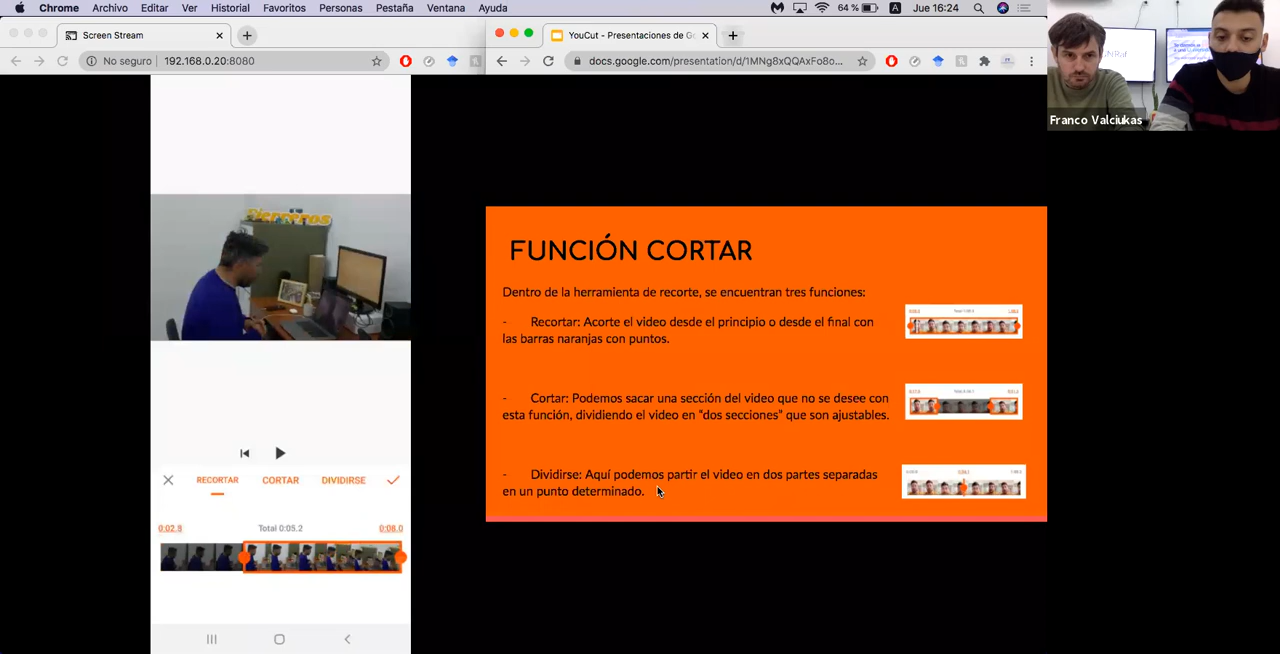 Chrome Archivo Editar Ver Historial Favoritos Personas Pestaña Ventana Ayuda
64 % A Jue 16:24
Screen Stream
YouCut - Presentaciones de Go
No seguro 192.168.0.20:8080
docs.google.com/presentation/d/1MNg8xQQAxFo8o...
Franco Valciukas
Pierreros
FUNCIÓN CORTAR
Dentro de la herramienta de recorte, se encuentran tres funciones:
- Recortar: Acorte el video desde el principio o desde el final con
las barras naranjas con puntos.
- Cortar: Podemos sacar una sección del video que no se desee con
esta función, dividiendo el video en "dos secciones" que son ajustables.
- Dividirse: Aquí podemos partir el video en dos partes separadas
en un punto determinado.
RECORTAR CORTAR DIVIDIRSE
0:02.8 Total 0:05.2 0:08.0